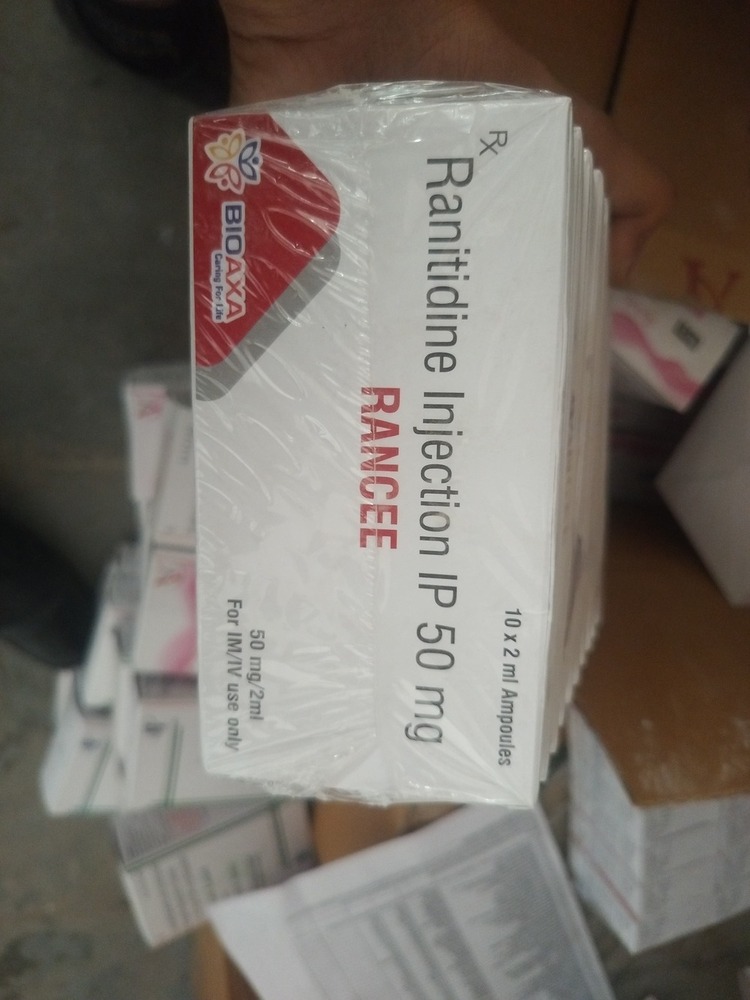 Rx
10 x 2 ml Ampoules
Ranitidine Injection IP 50 mg
RANCEE
BIOAXA
Caring For Life
50 mg/2ml
For IM/IV use only